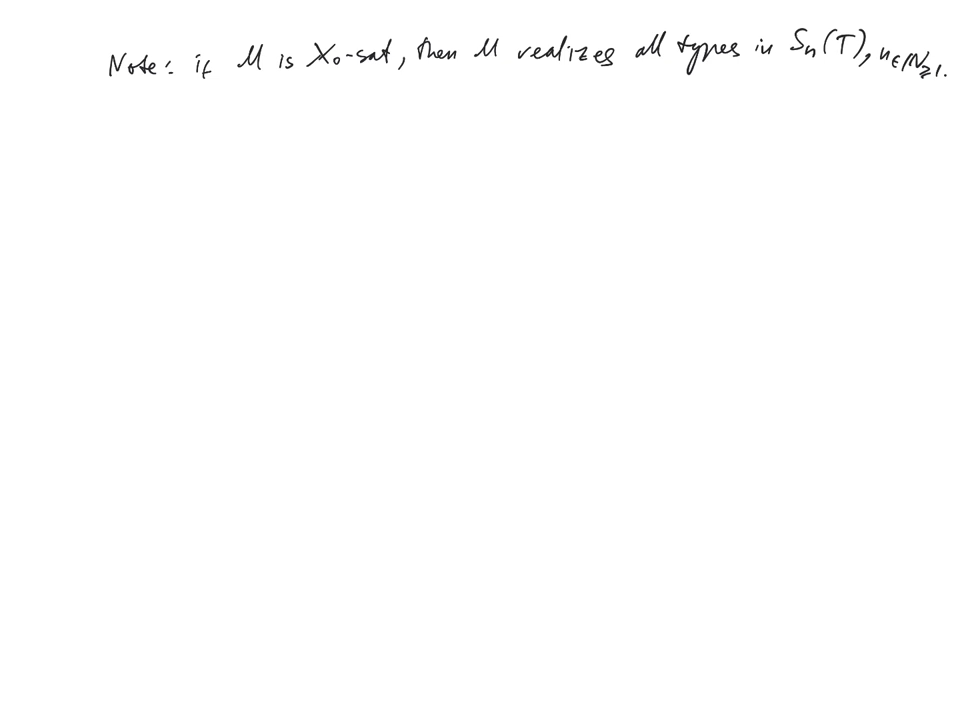 Note: if M is ℵ₀-sat, then M realizes all types in Sₙ(T), n∈ℕ≥1.